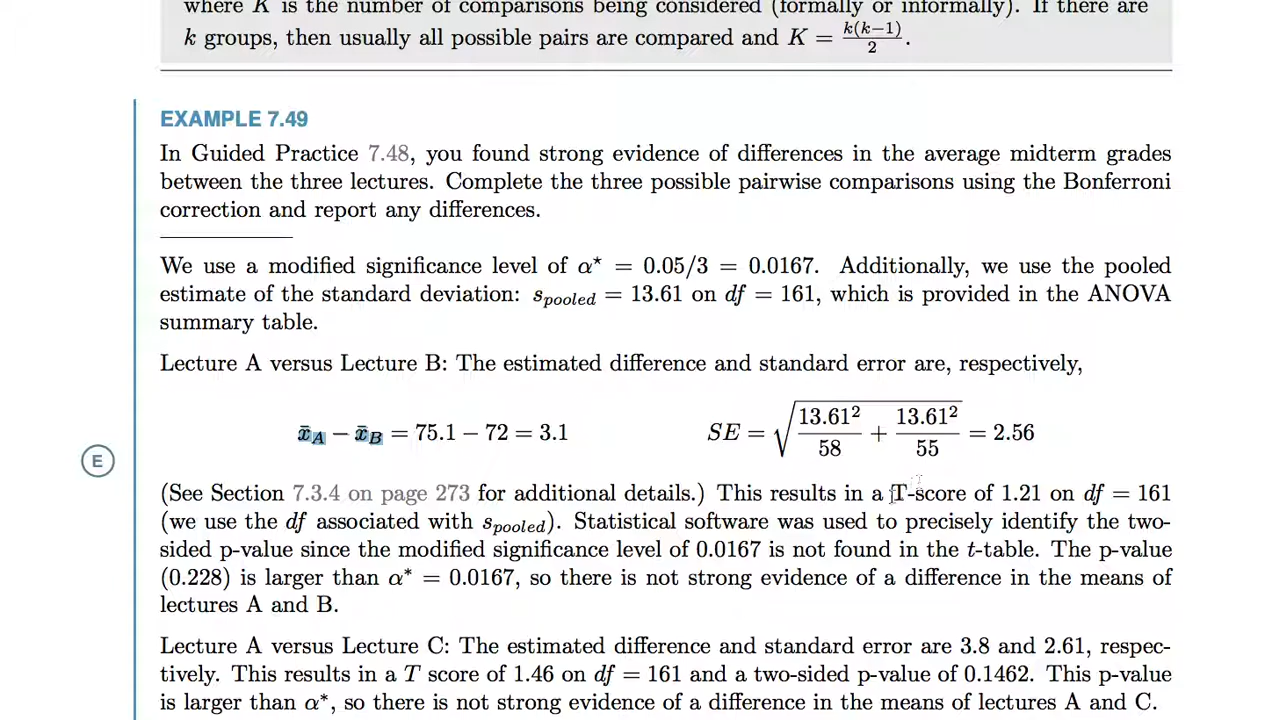 where K is the number of comparisons being considered (formally or informally). If there are
k groups, then usually all possible pairs are compared and K = k(k−1)/2.
EXAMPLE 7.49
In Guided Practice 7.48, you found strong evidence of differences in the average midterm grades
between the three lectures. Complete the three possible pairwise comparisons using the Bonferroni
correction and report any differences.
We use a modified significance level of α⋆ = 0.05/3 = 0.0167. Additionally, we use the pooled
estimate of the standard deviation: s_pooled = 13.61 on df = 161, which is provided in the ANOVA
summary table.
Lecture A versus Lecture B: The estimated difference and standard error are, respectively,
x̄_A − x̄_B = 75.1 − 72 = 3.1 SE = √(13.61²/58 + 13.61²/55) = 2.56
E
(See Section 7.3.4 on page 273 for additional details.) This results in a T-score of 1.21 on df = 161
(we use the df associated with s_pooled). Statistical software was used to precisely identify the two-
sided p-value since the modified significance level of 0.0167 is not found in the t-table. The p-value
(0.228) is larger than α* = 0.0167, so there is not strong evidence of a difference in the means of
lectures A and B.
Lecture A versus Lecture C: The estimated difference and standard error are 3.8 and 2.61, respec-
tively. This results in a T score of 1.46 on df = 161 and a two-sided p-value of 0.1462. This p-value
is larger than α*, so there is not strong evidence of a difference in the means of lectures A and C.